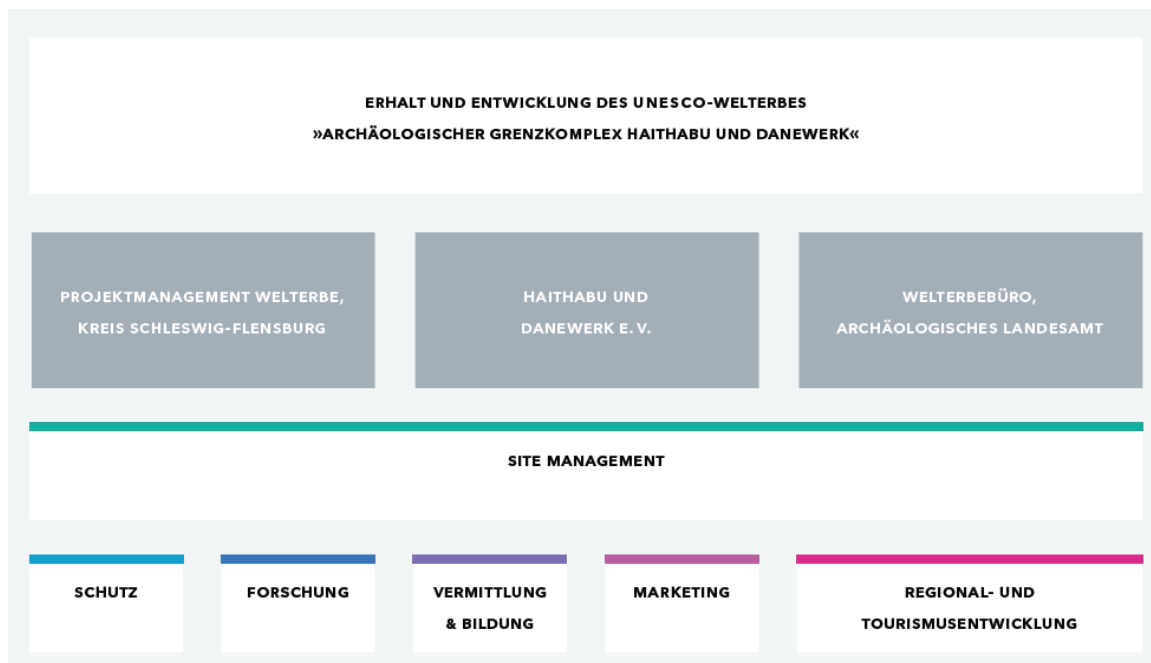 ERHALT UND ENTWICKLUNG DES UNESCO-WELTERBES
»ARCHÄOLOGISCHER GRENZKOMPLEX HAITHABU UND DANEWERK«
PROJEKTMANAGEMENT WELTERBE,
KREIS SCHLESWIG-FLENSBURG
HAITHABU UND
DANEWERK E. V.
WELTERBEBÜRO,
ARCHÄOLOGISCHES LANDESAMT
SITE MANAGEMENT
SCHUTZ
FORSCHUNG
VERMITTLUNG
& BILDUNG
MARKETING
REGIONAL- UND
TOURISMUSENTWICKLUNG